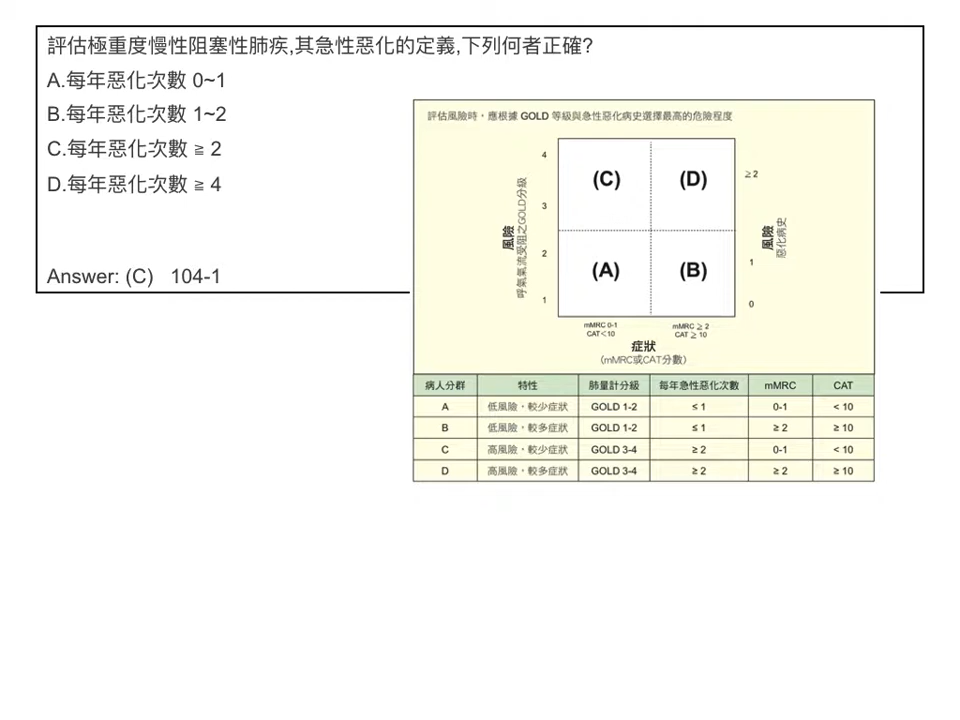 評估極重度慢性阻塞性肺疾,其急性惡化的定義,下列何者正確?
A.每年惡化次數 0~1
B.每年惡化次數 1~2
C.每年惡化次數 ≧ 2
D.每年惡化次數 ≧ 4
Answer: (C) 104-1
評估風險時，應根據 GOLD 等級與急性惡化病史選擇最高的危險程度
風險
呼氣氣流受阻之GOLD分級
4
3
2
1
(C) (D)
(A) (B)
≥ 2
1
0
風險
惡化病史
mMRC 0-1
CAT＜10
mMRC ≧ 2
CAT ≧ 10
症狀
(mMRC或CAT分數)
病人分群 特性 肺量計分級 每年急性惡化次數 mMRC CAT
A 低風險，較少症狀 GOLD 1-2 ≤ 1 0-1 < 10
B 低風險，較多症狀 GOLD 1-2 ≤ 1 ≥ 2 ≥ 10
C 高風險，較少症狀 GOLD 3-4 ≥ 2 0-1 < 10
D 高風險，較多症狀 GOLD 3-4 ≥ 2 ≥ 2 ≥ 10